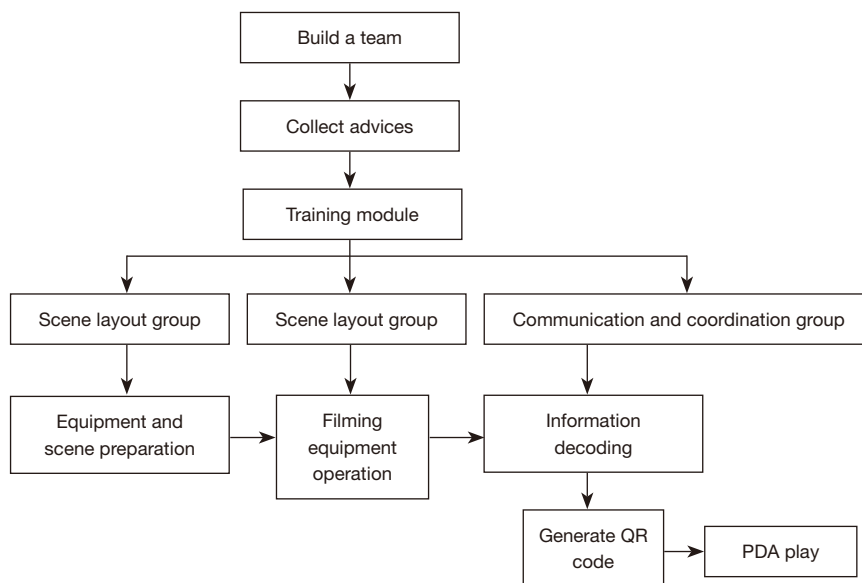 Build a team
Collect advices
Training module
Scene layout group
Scene layout group
Communication and coordination group
Equipment and
scene preparation
Filming
equipment
operation
Information
decoding
Generate QR
code
PDA play